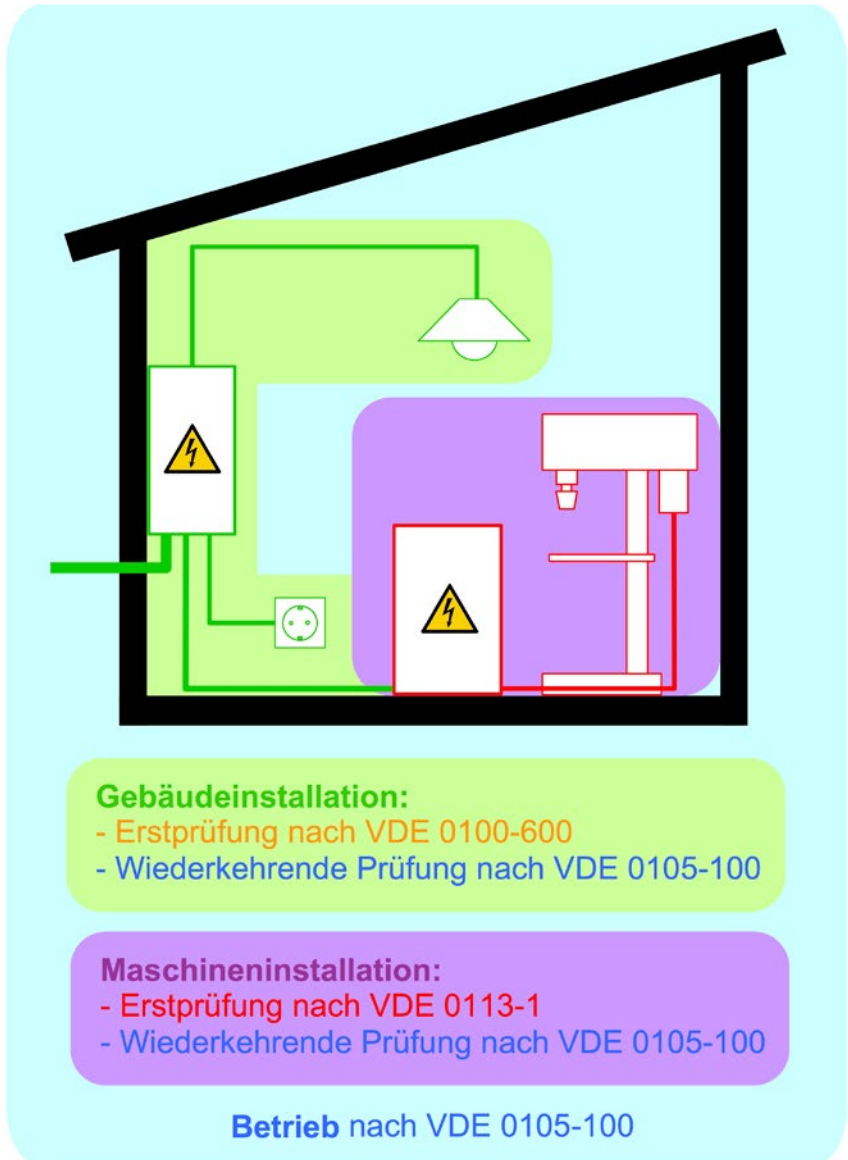 Gebäudeinstallation:
- Erstprüfung nach VDE 0100-600
- Wiederkehrende Prüfung nach VDE 0105-100
Maschineninstallation:
- Erstprüfung nach VDE 0113-1
- Wiederkehrende Prüfung nach VDE 0105-100
Betrieb nach VDE 0105-100